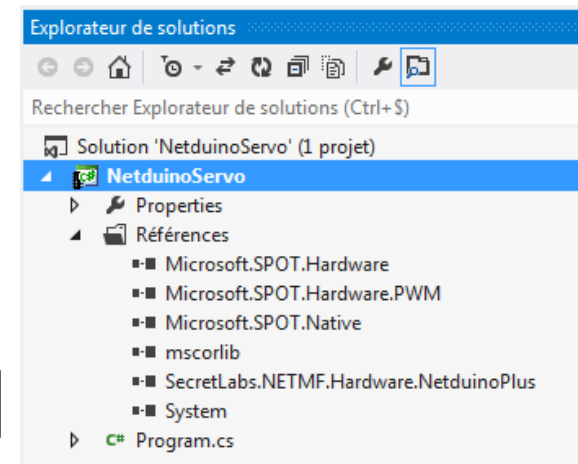 Explorateur de solutions
Rechercher Explorateur de solutions (Ctrl+$)
Solution 'NetduinoServo' (1 projet)
C# NetduinoServo
Properties
Références
Microsoft.SPOT.Hardware
Microsoft.SPOT.Hardware.PWM
Microsoft.SPOT.Native
mscorlib
SecretLabs.NETMF.Hardware.NetduinoPlus
System
C# Program.cs